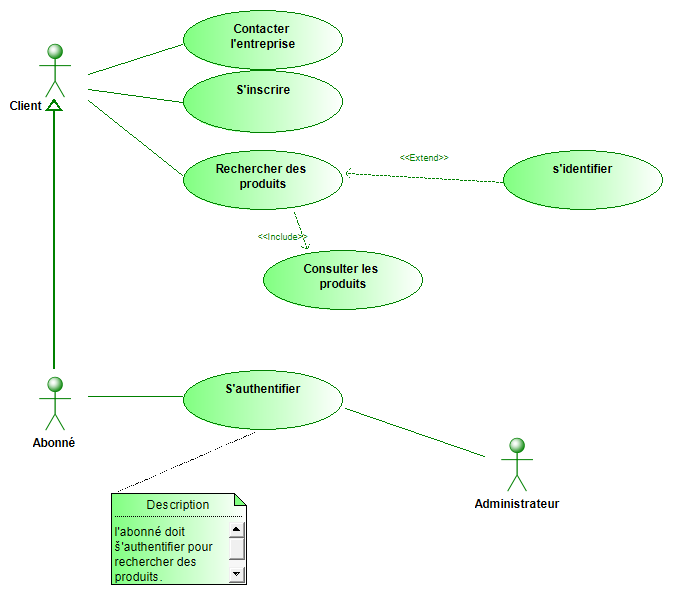 Contacter
l'entreprise
Client
S'inscrire
Rechercher des
produits
<<Extend>>
s'identifier
<<Include>>
Consulter les
produits
Abonné
S'authentifier
Administrateur
Description
l'abonné doit
š'authentifier pour
rechercher des
produits.